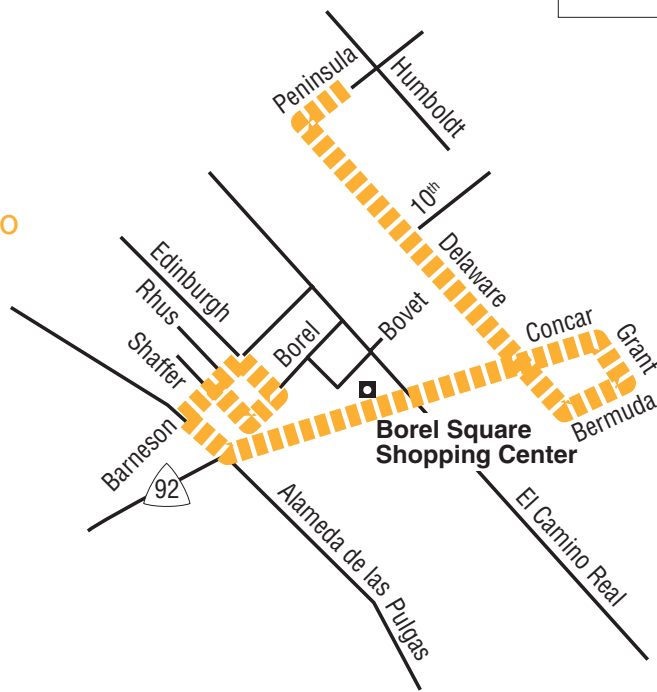 Peninsula
Humboldt
10th
O
Edinburgh
Delaware
Rhus
Bovet
Concar
Borel
Shaffer
Grant
Borel Square
Shopping Center
Bermuda
Barneson
92
Alameda de las Pulgas
El Camino Real